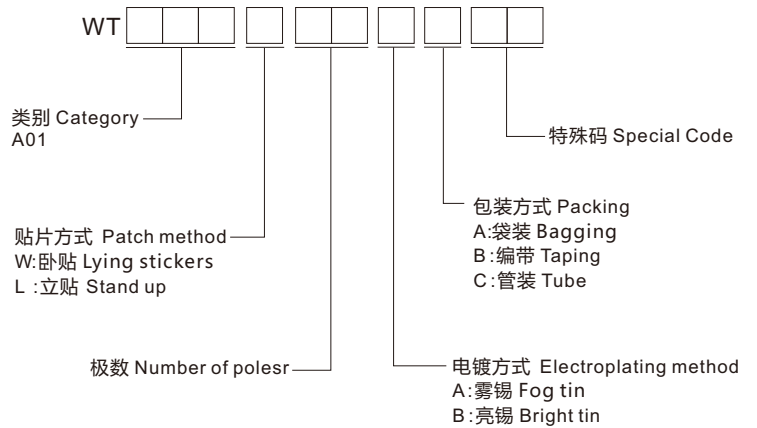 WT
类别 Category
A01
特殊码 Special Code
贴片方式 Patch method
W:卧贴 Lying stickers
L :立贴 Stand up
包装方式 Packing
A:袋装 Bagging
B:编带 Taping
C:管装 Tube
极数 Number of polesr
电镀方式 Electroplating method
A:雾锡 Fog tin
B:亮锡 Bright tin